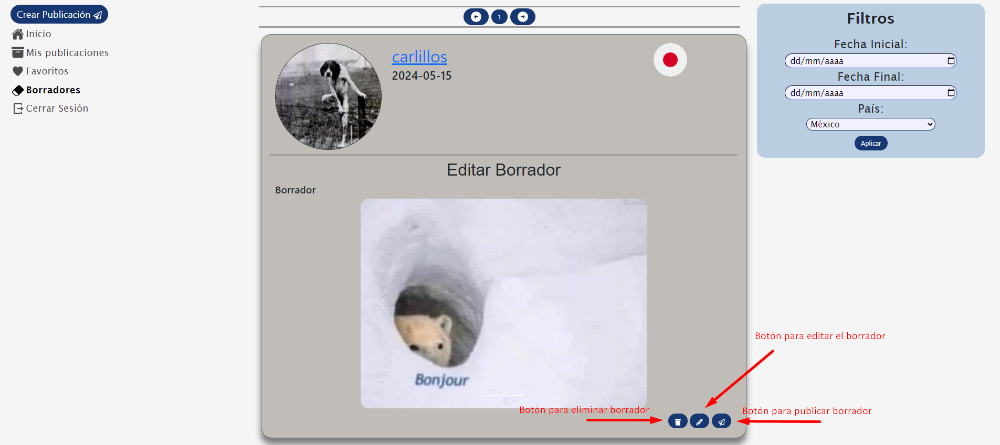 Crear Publicación
Inicio
Mis publicaciones
Favoritos
Borradores
Cerrar Sesión
1
carlillos
2024-05-15
Editar Borrador
Borrador
Bonjour
Botón para eliminar borrador
Botón para editar el borrador
Botón para publicar borrador
Filtros
Fecha Inicial:
dd/mm/aaaa
Fecha Final:
dd/mm/aaaa
País:
México
Aplicar